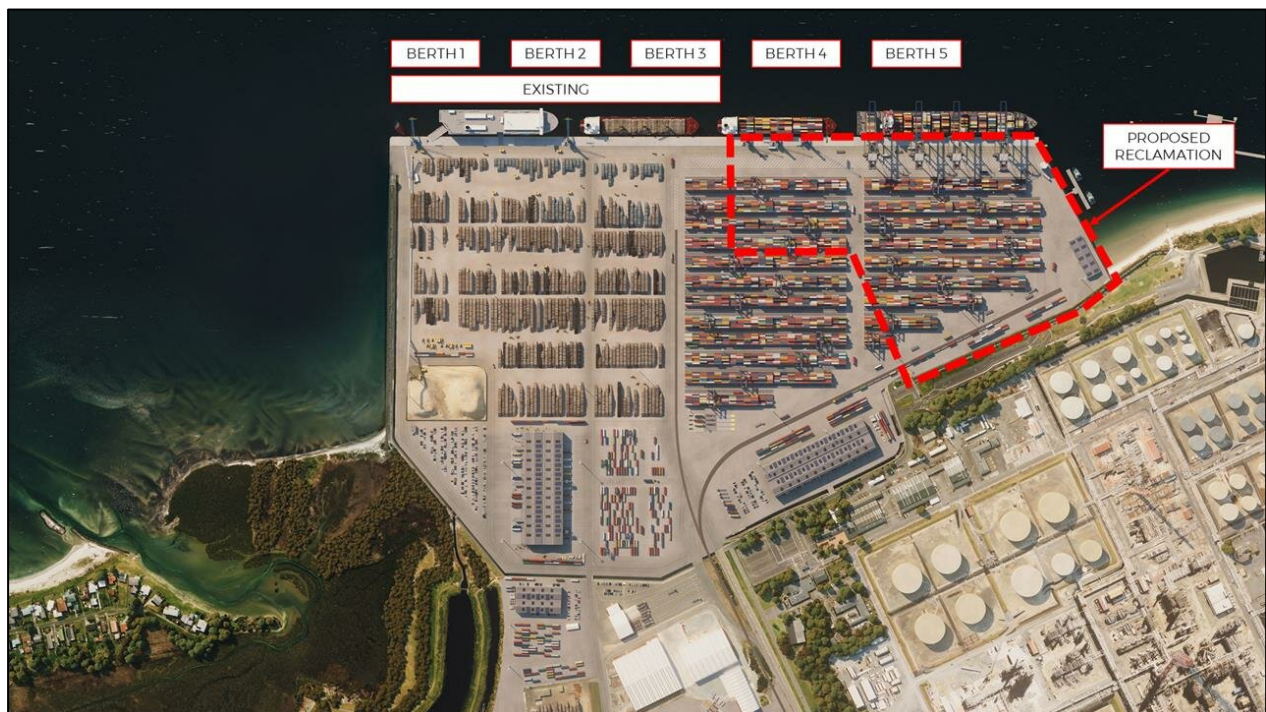 BERTH 1
BERTH 2
BERTH 3
BERTH 4
BERTH 5
EXISTING
PROPOSED
RECLAMATION